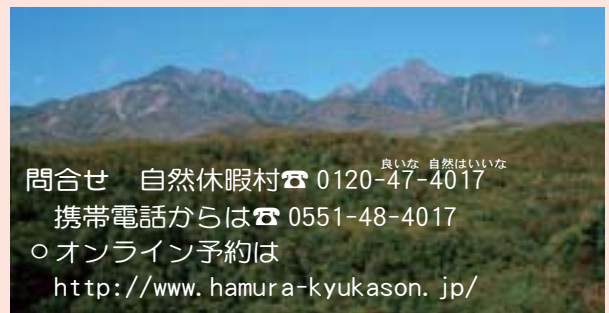 良いな 自然はいいな
問合せ 自然休暇村☎0120-47-4017
携帯電話からは☎0551-48-4017
○オンライン予約は
http://www.hamura-kyukason.jp/